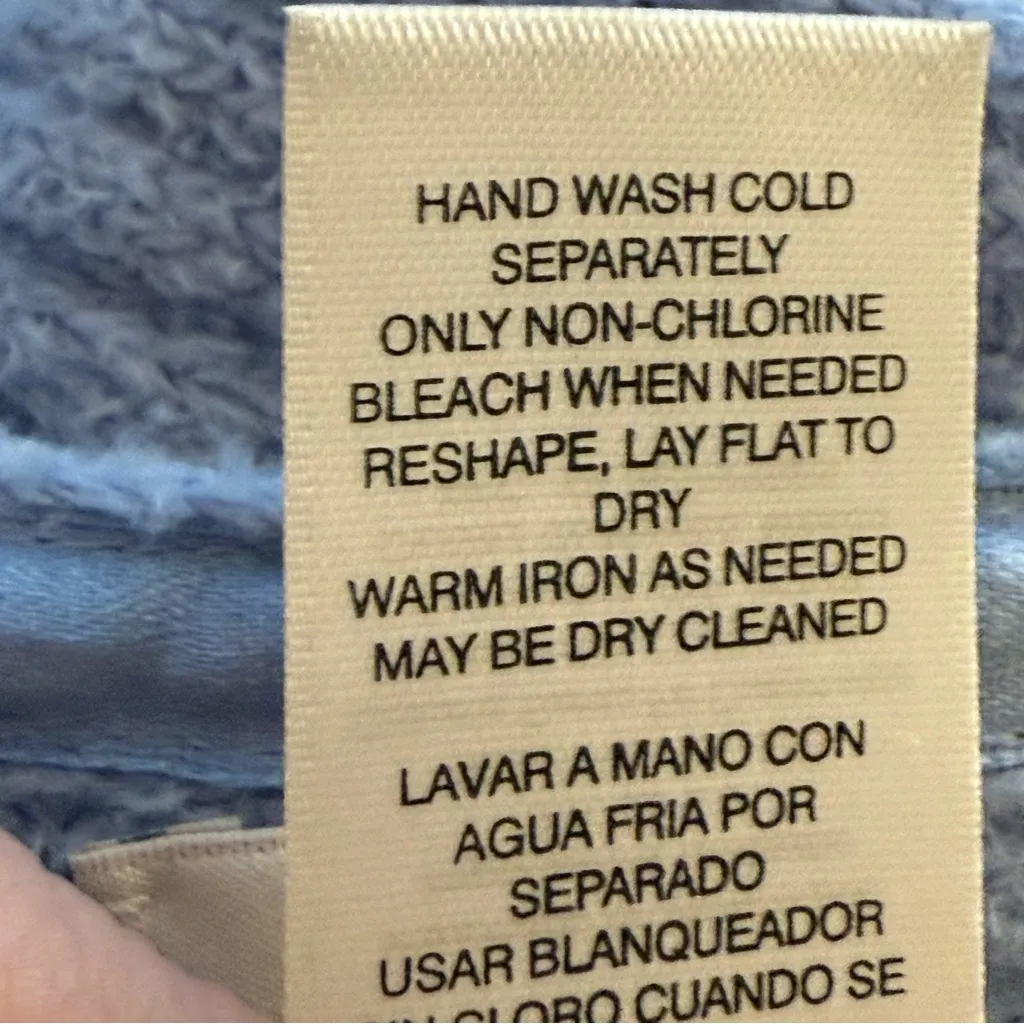 HAND WASH COLD
SEPARATELY
ONLY NON-CHLORINE
BLEACH WHEN NEEDED
RESHAPE, LAY FLAT TO
DRY
WARM IRON AS NEEDED
MAY BE DRY CLEANED
LAVAR A MANO CON
AGUA FRIA POR
SEPARADO
USAR BLANQUEADOR
CLORO CUANDO SE